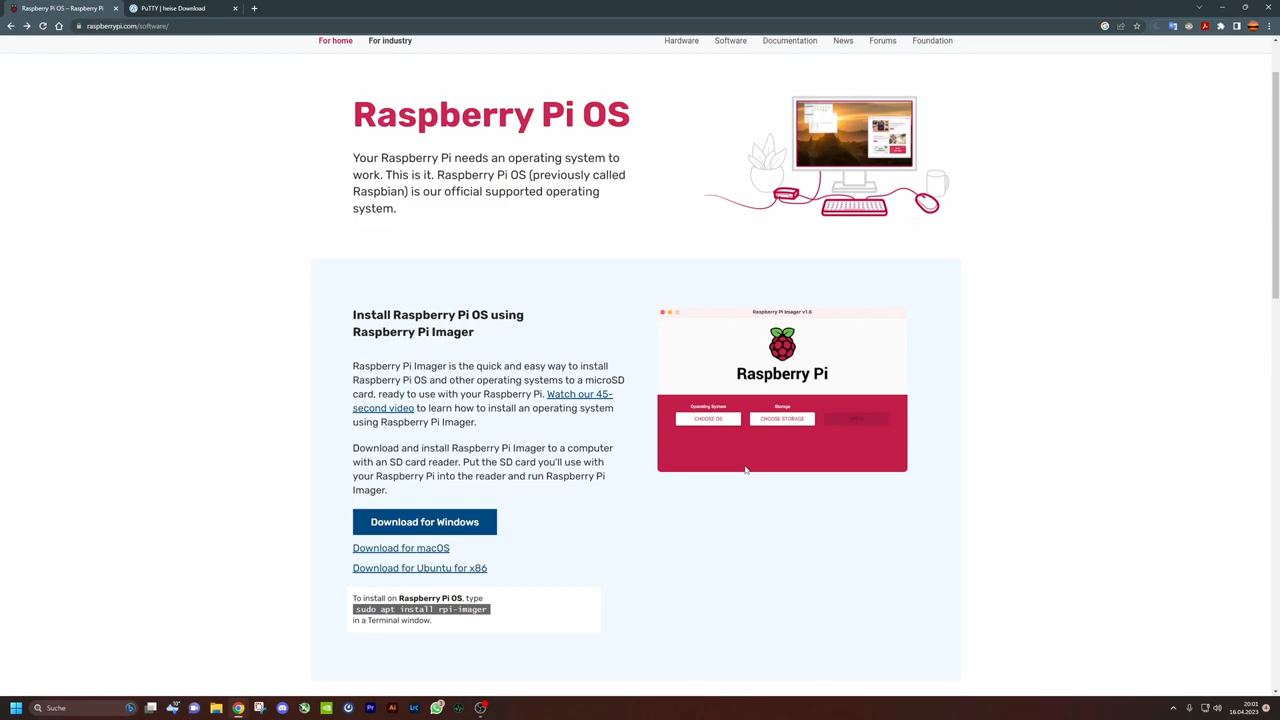 Raspberry Pi OS – Raspberry Pi
PuTTY | heise Download
raspberrypi.com/software/
For home
For industry
Hardware
Software
Documentation
News
Forums
Foundation
Raspberry Pi OS
Your Raspberry Pi needs an operating system to
work. This is it. Raspberry Pi OS (previously called
Raspbian) is our official supported operating
system.
Install Raspberry Pi OS using
Raspberry Pi Imager
Raspberry Pi Imager is the quick and easy way to install
Raspberry Pi OS and other operating systems to a microSD
card, ready to use with your Raspberry Pi. Watch our 45-
second video to learn how to install an operating system
using Raspberry Pi Imager.
Download and install Raspberry Pi Imager to a computer
with an SD card reader. Put the SD card you'll use with
your Raspberry Pi into the reader and run Raspberry Pi
Imager.
Download for Windows
Download for macOS
Download for Ubuntu for x86
To install on Raspberry Pi OS, type
sudo apt install rpi-imager
in a Terminal window.
Raspberry Pi Imager v1.6
Raspberry Pi
Operating System
Storage
CHOOSE OS
CHOOSE STORAGE
Suche
20:01
16.04.2023